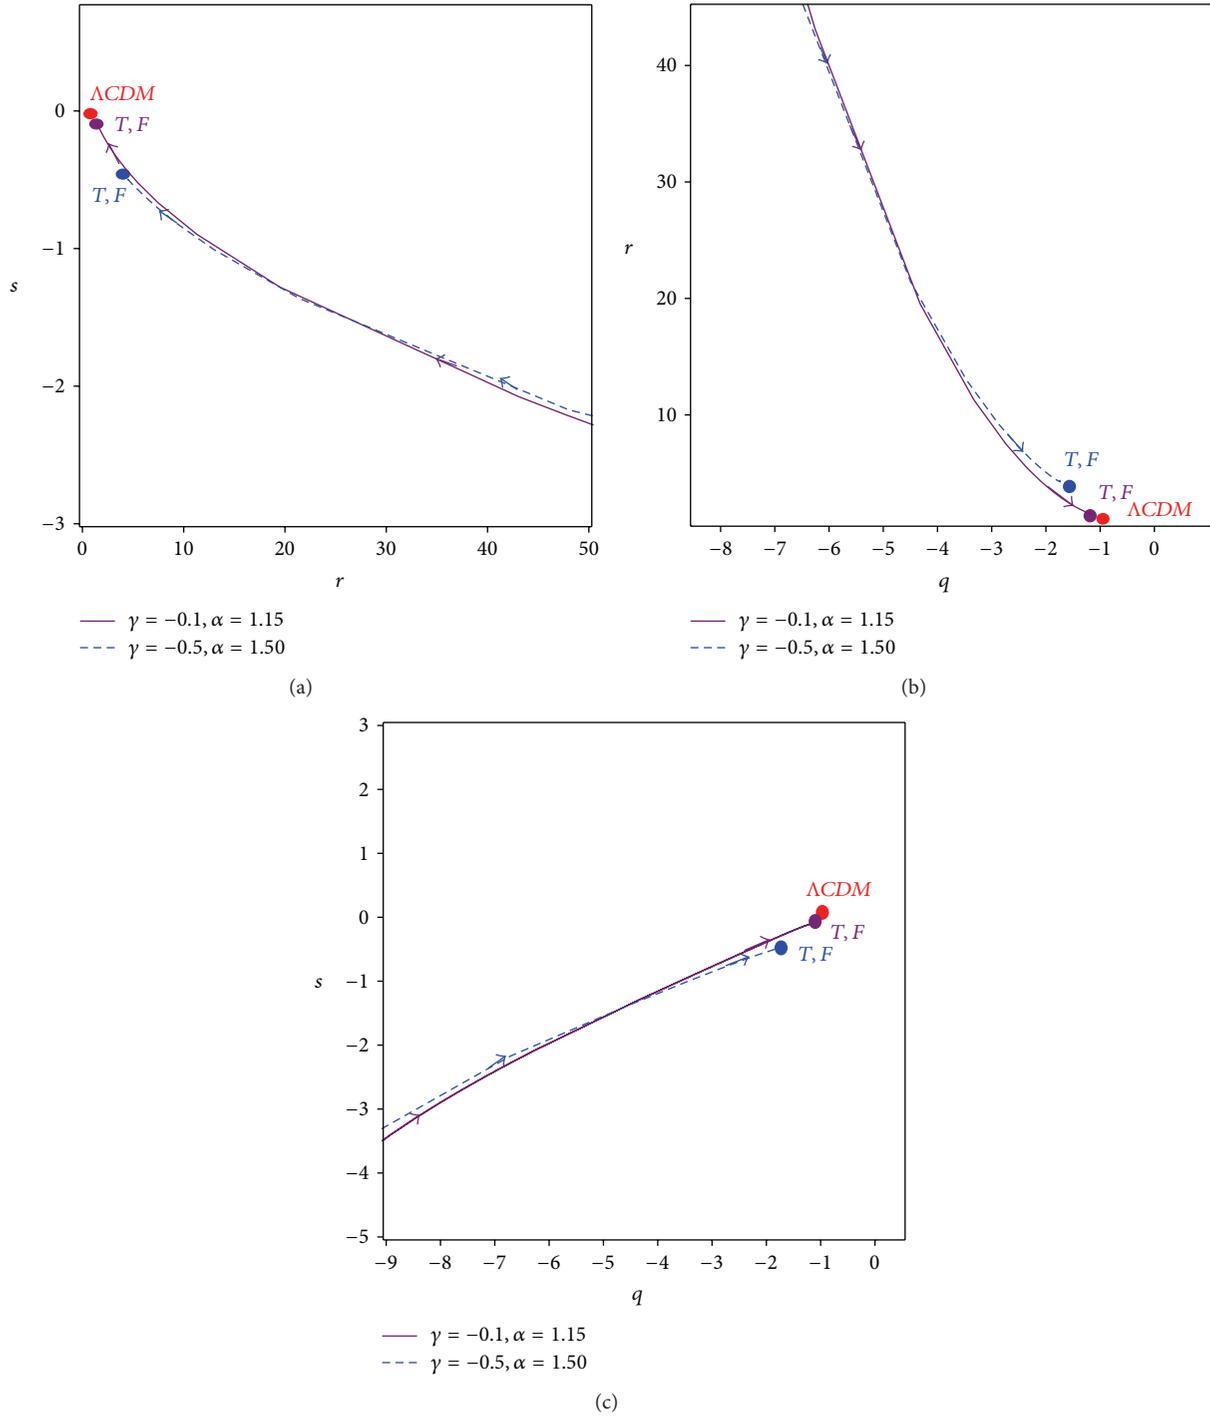 ΛCDM
0
T, F
T, F
−1
s
−2
−3
0 10 20 30 40 50
r
γ = −0.1, α = 1.15
γ = −0.5, α = 1.50
(a)
40
30
r
20
10
T, F
T, F
ΛCDM
−8 −7 −6 −5 −4 −3 −2 −1 0
q
γ = −0.1, α = 1.15
γ = −0.5, α = 1.50
(b)
3
2
1
ΛCDM
0
T, F
T, F
s
−1
−2
−3
−4
−5
−9 −8 −7 −6 −5 −4 −3 −2 −1 0
q
γ = −0.1, α = 1.15
γ = −0.5, α = 1.50
(c)